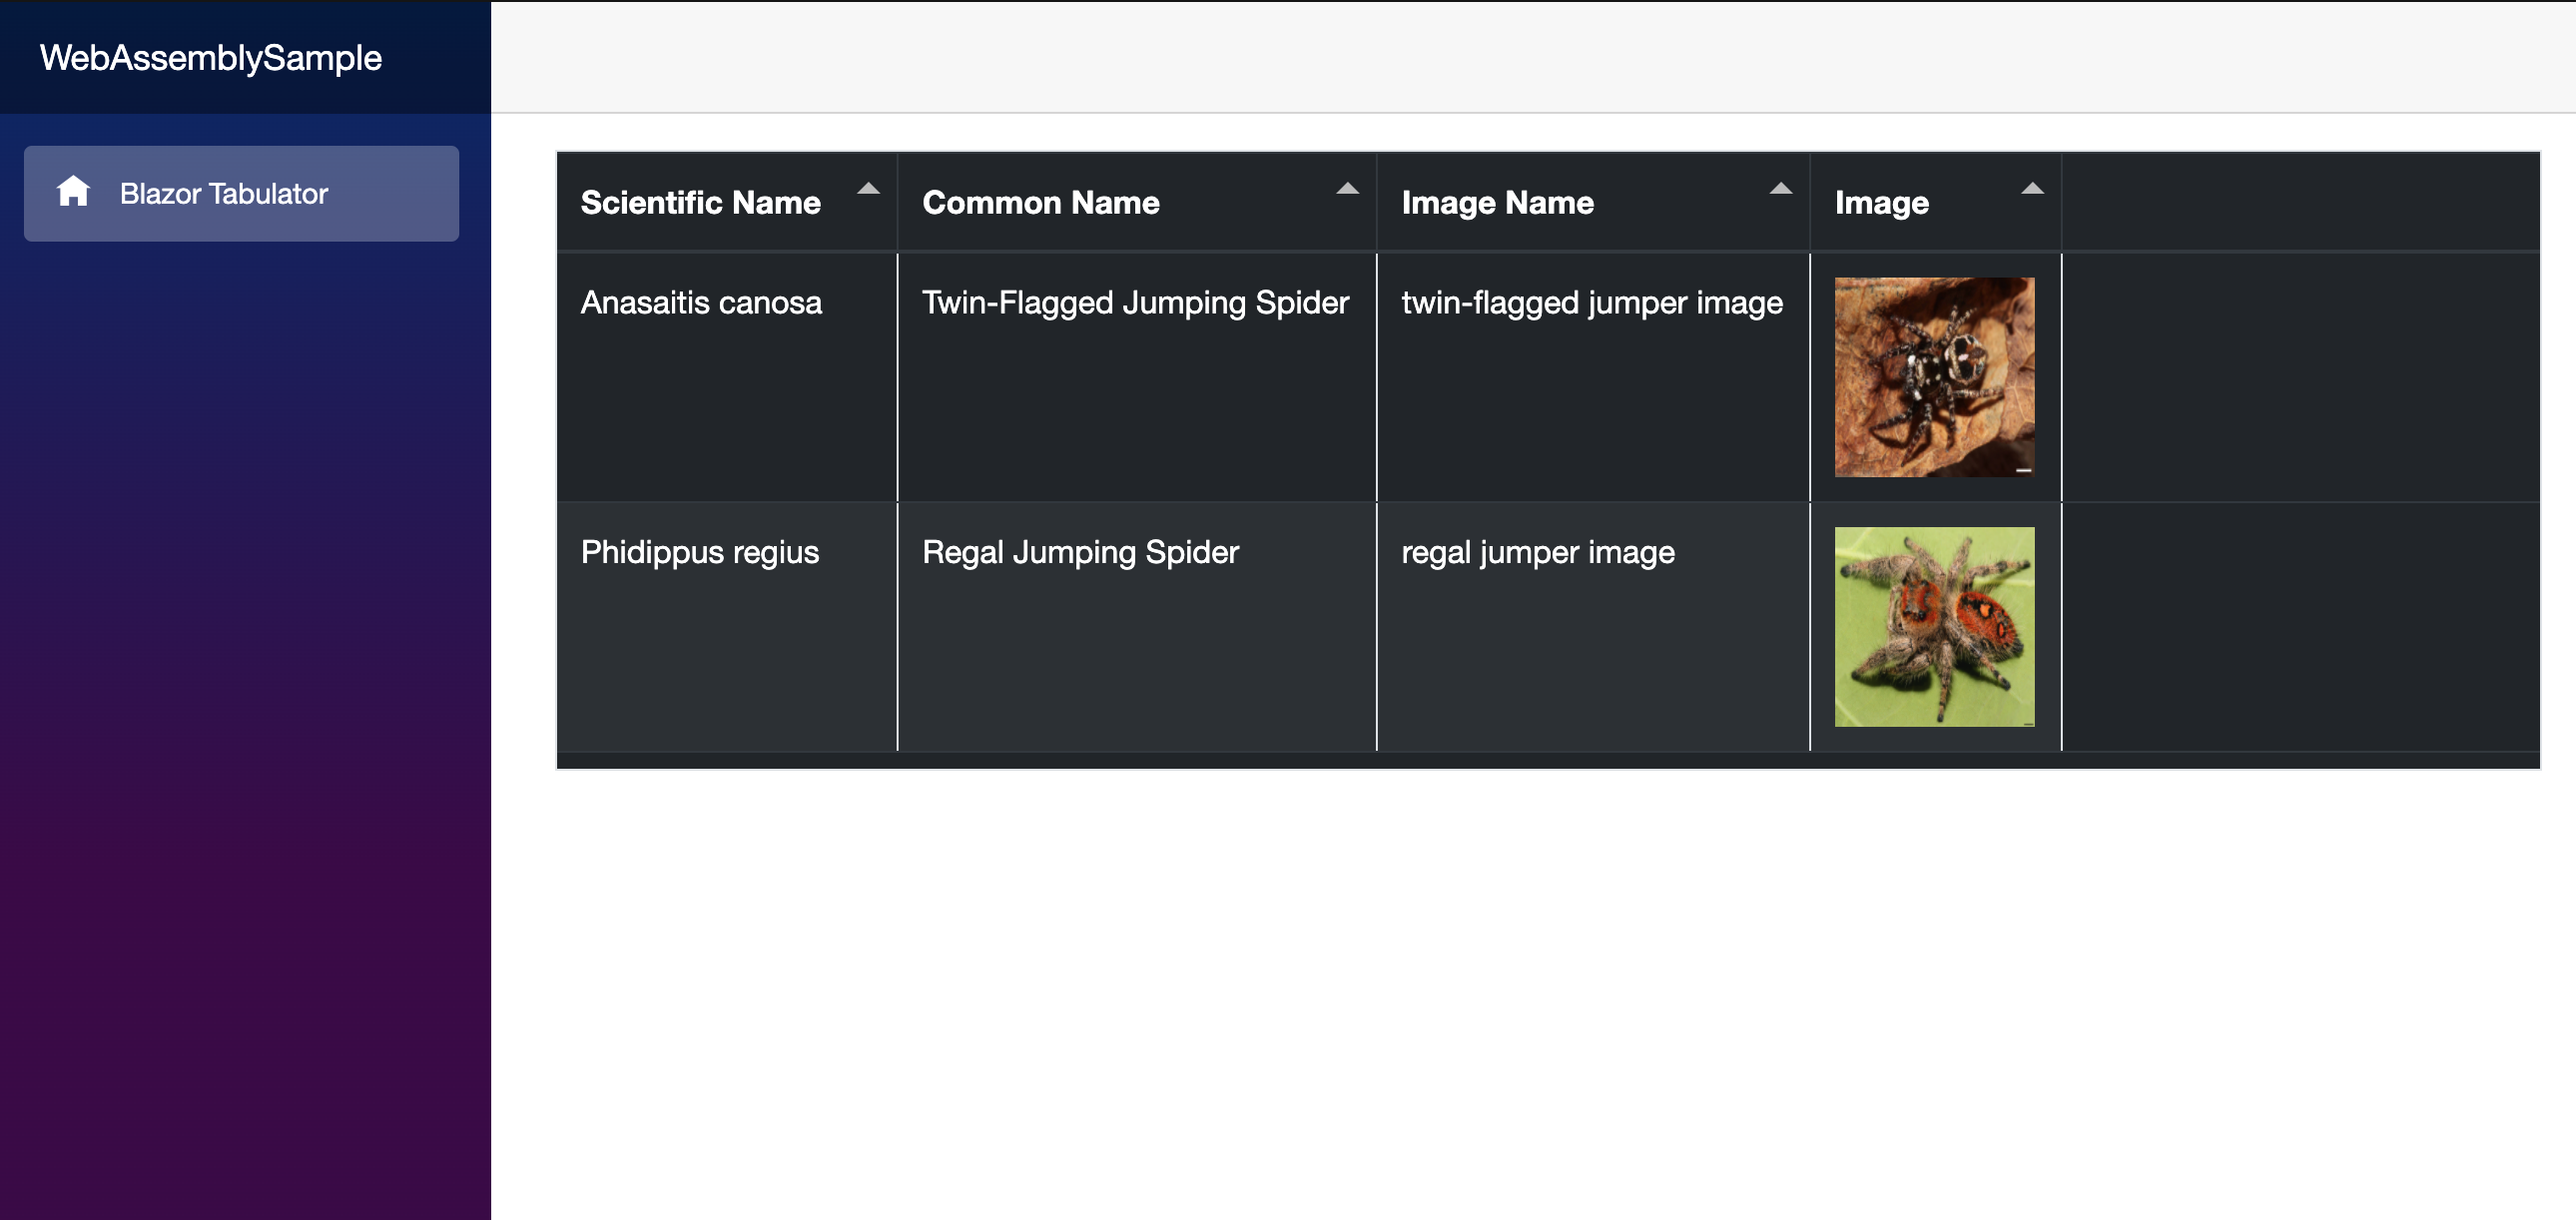 WebAssemblySample
Blazor Tabulator
Scientific Name Common Name Image Name Image
Anasaitis canosa Twin-Flagged Jumping Spider twin-flagged jumper image
Phidippus regius Regal Jumping Spider regal jumper image